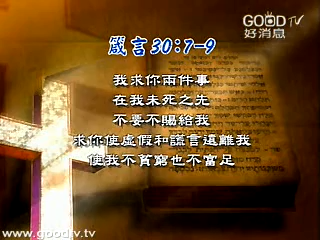 GOOD TV
好消息
箴言30:7-9
我求你兩件事
在我未死之先
不要不賜給我
求你使虛假和謊言遠離我
使我不貧窮也不富足
www.goodtv.tv